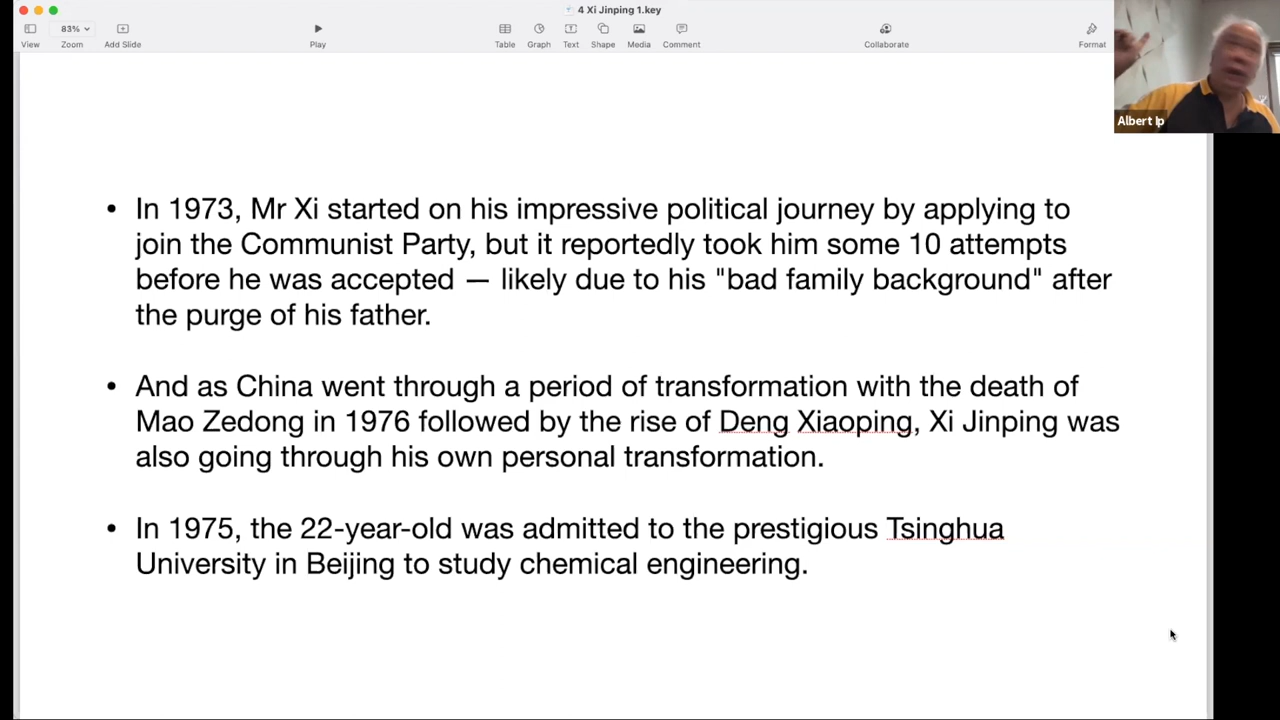 4 Xi Jinping 1.key
83%
View
Zoom
Add Slide
Play
Table
Graph
Text
Shape
Media
Comment
Collaborate
Format
Albert Ip
• In 1973, Mr Xi started on his impressive political journey by applying to
join the Communist Party, but it reportedly took him some 10 attempts
before he was accepted — likely due to his "bad family background" after
the purge of his father.
• And as China went through a period of transformation with the death of
Mao Zedong in 1976 followed by the rise of Deng Xiaoping, Xi Jinping was
also going through his own personal transformation.
• In 1975, the 22-year-old was admitted to the prestigious Tsinghua
University in Beijing to study chemical engineering.